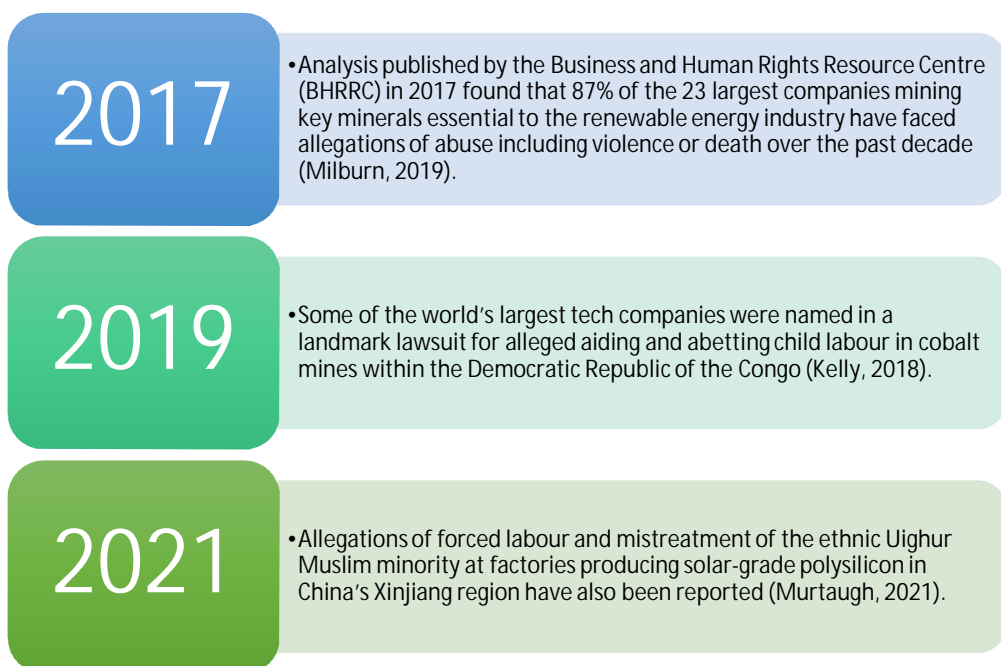 2017
•Analysis published by the Business and Human Rights Resource Centre
(BHRRC) in 2017 found that 87% of the 23 largest companies mining
key minerals essential to the renewable energy industry have faced
allegations of abuse including violence or death over the past decade
(Milburn, 2019).
2019
•Some of the world's largest tech companies were named in a
landmark lawsuit for alleged aiding and abetting child labour in cobalt
mines within the Democratic Republic of the Congo (Kelly, 2018).
2021
•Allegations of forced labour and mistreatment of the ethnic Uighur
Muslim minority at factories producing solar-grade polysilicon in
China's Xinjiang region have also been reported (Murtaugh, 2021).